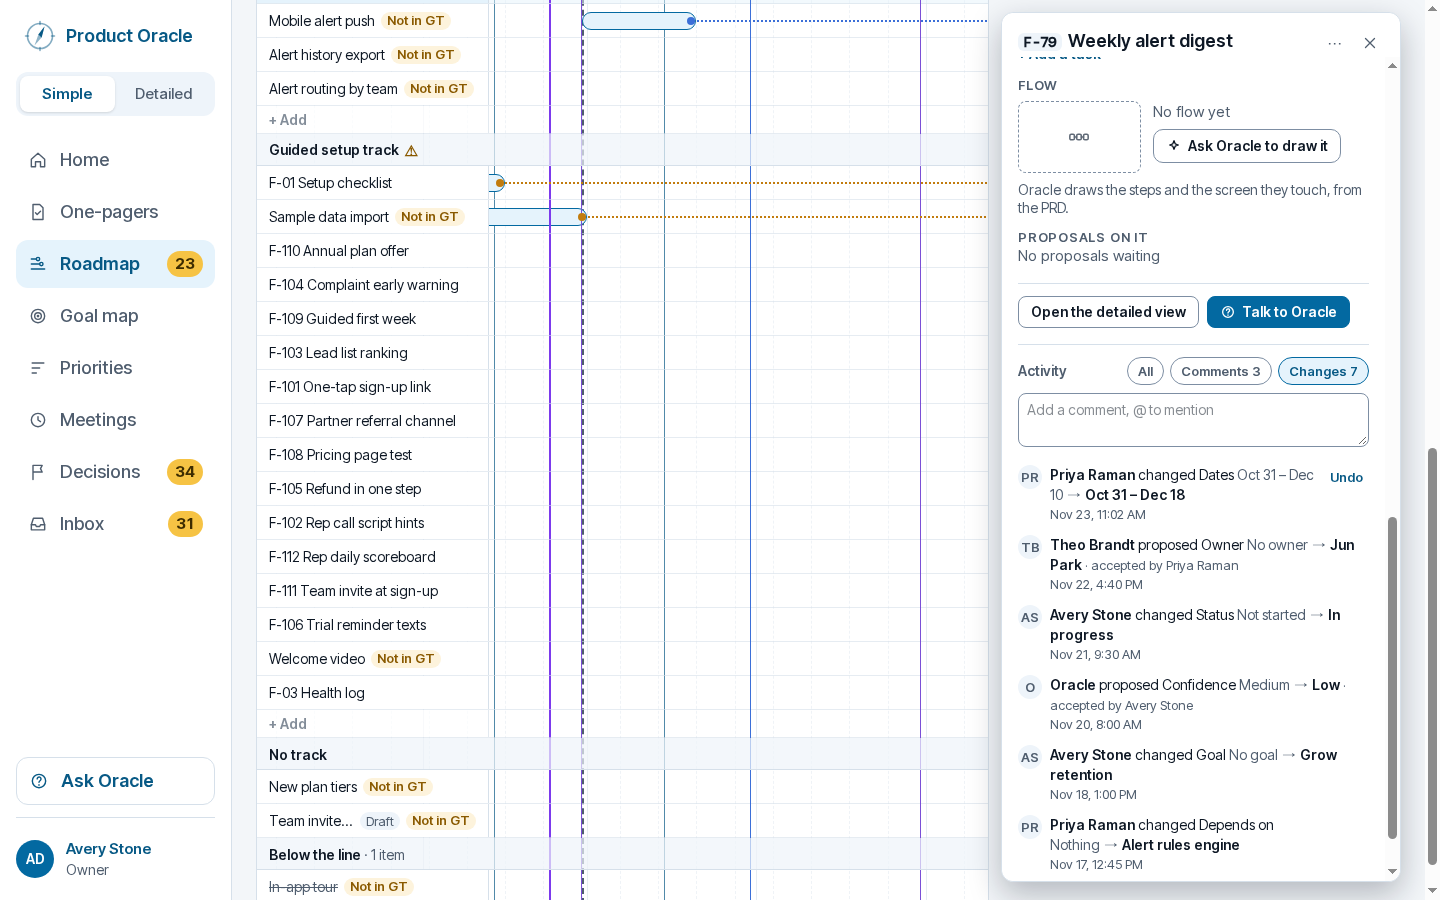 Product Oracle
Simple
Detailed
Home
One-pagers
Roadmap
23
Goal map
Priorities
Meetings
Decisions
34
Inbox
31
Ask Oracle
AD
Avery Stone
Owner
Mobile alert push Not in GT
Alert history export Not in GT
Alert routing by team Not in GT
+ Add
Guided setup track
F-01 Setup checklist
Sample data import Not in GT
F-110 Annual plan offer
F-104 Complaint early warning
F-109 Guided first week
F-103 Lead list ranking
F-101 One-tap sign-up link
F-107 Partner referral channel
F-108 Pricing page test
F-105 Refund in one step
F-102 Rep call script hints
F-112 Rep daily scoreboard
F-111 Team invite at sign-up
F-106 Trial reminder texts
Welcome video Not in GT
F-03 Health log
+ Add
No track
New plan tiers Not in GT
Team invite... Draft Not in GT
Below the line · 1 item
In-app tour Not in GT
F-79 Weekly alert digest
+ Add a task
FLOW
No flow yet
Ask Oracle to draw it
Oracle draws the steps and the screen they touch, from
the PRD.
PROPOSALS ON IT
No proposals waiting
Open the detailed view
Talk to Oracle
Activity
All
Comments 3
Changes 7
Add a comment, @ to mention
PR
Priya Raman changed Dates Oct 31 – Dec
10 → Oct 31 – Dec 18
Undo
Nov 23, 11:02 AM
TB
Theo Brandt proposed Owner No owner → Jun
Park · accepted by Priya Raman
Nov 22, 4:40 PM
AS
Avery Stone changed Status Not started → In
progress
Nov 21, 9:30 AM
O
Oracle proposed Confidence Medium → Low ·
accepted by Avery Stone
Nov 20, 8:00 AM
AS
Avery Stone changed Goal No goal → Grow
retention
Nov 18, 1:00 PM
PR
Priya Raman changed Depends on
Nothing → Alert rules engine
Nov 17, 12:45 PM